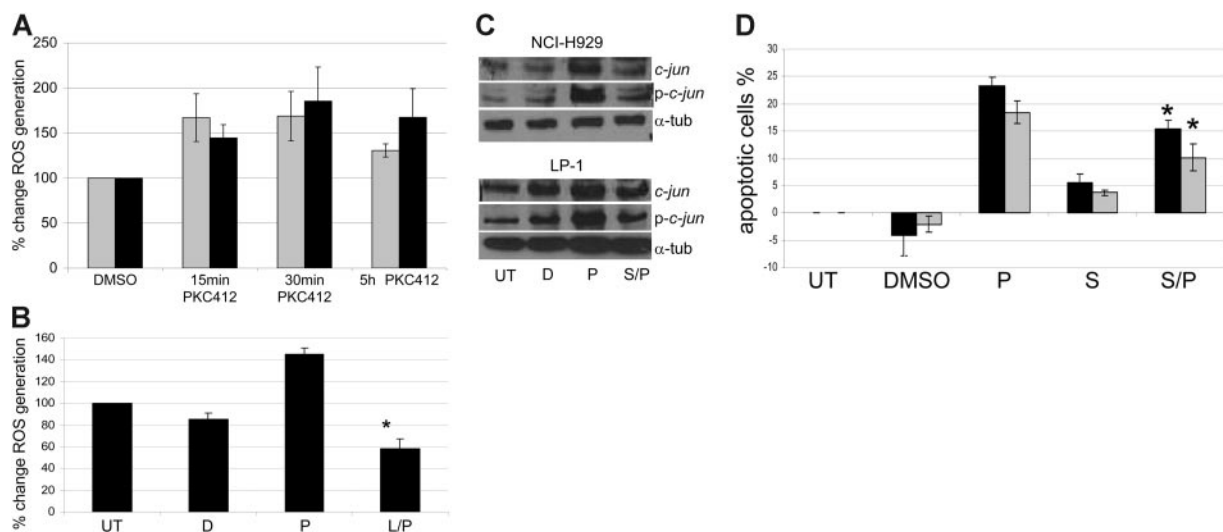 A
% change ROS generation
250
200
150
100
50
0
DMSO
15min PKC412
30min PKC412
5h PKC412
B
% change ROS generation
160
140
120
100
80
60
40
20
0
*
UT
D
P
L/P
C
NCI-H929
c-jun
p-c-jun
α-tub
LP-1
c-jun
p-c-jun
α-tub
UT
D
P
S/P
D
apoptotic cells %
30
25
20
15
10
5
0
-5
-10
*
*
UT
DMSO
P
S
S/P